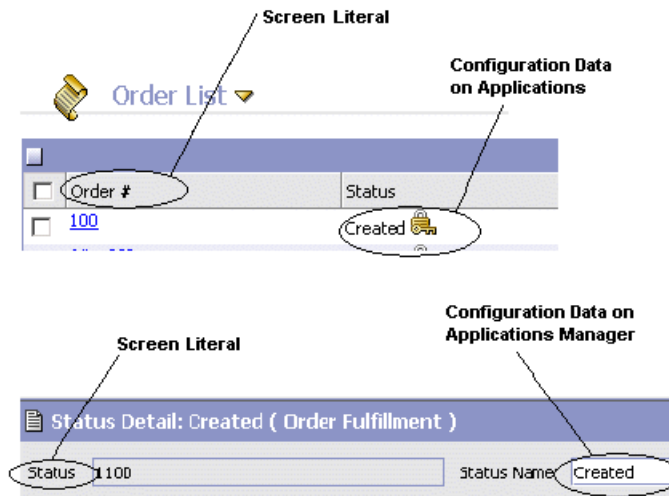 Screen Literal
Configuration Data
on Applications
Order List
Order #
Status
100
Created
Configuration Data on
Applications Manager
Screen Literal
Status Detail: Created ( Order Fulfillment )
Status
1100
Status Name
Created